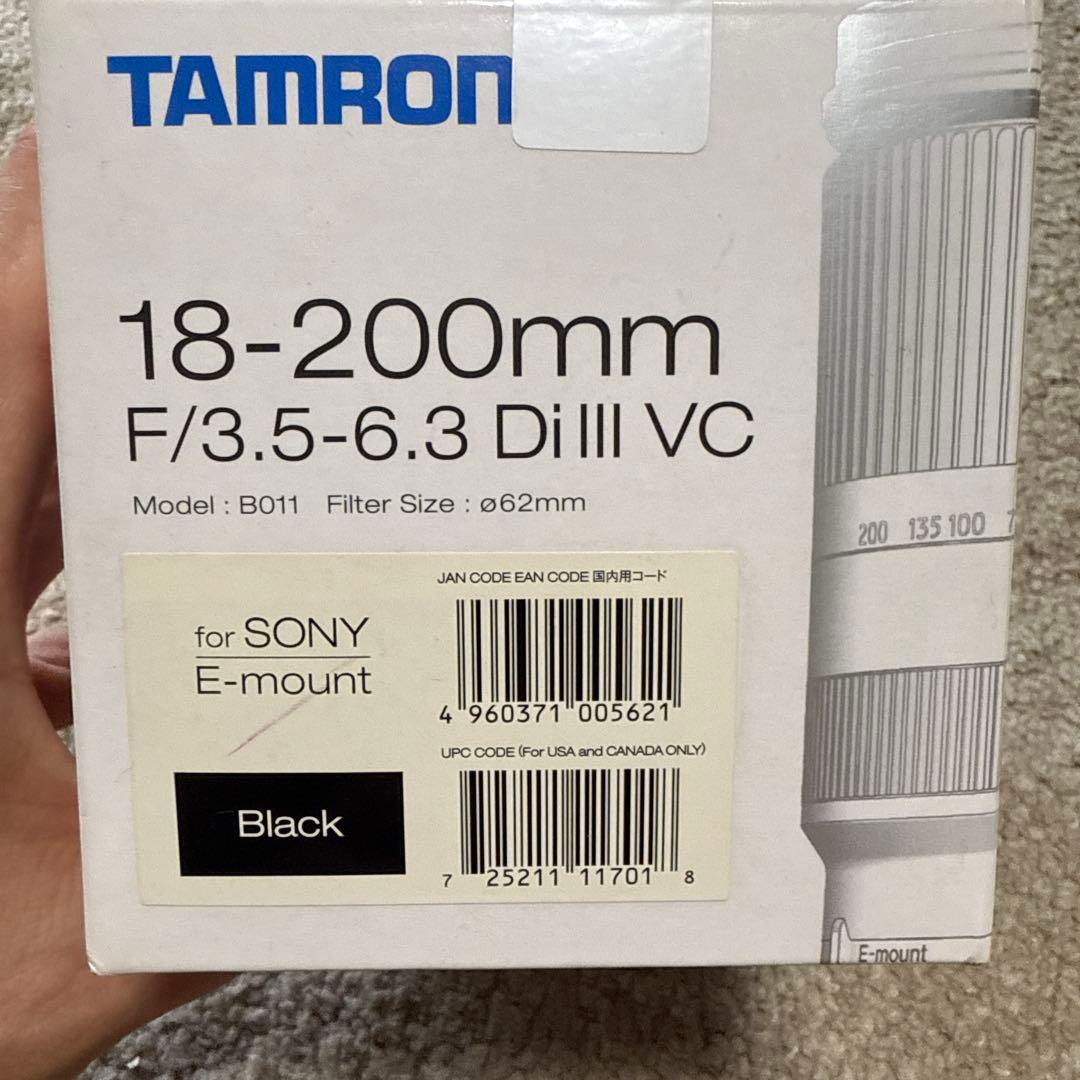 TAMRON
18-200mm
F/3.5-6.3 Di III VC
Model : B011 Filter Size : ø62mm
for SONY
E-mount
Black
JAN CODE EAN CODE 国内用コード
4 960371 005621
UPC CODE (For USA and CANADA ONLY)
7 25211 11701 8
200 135 100
E-mount